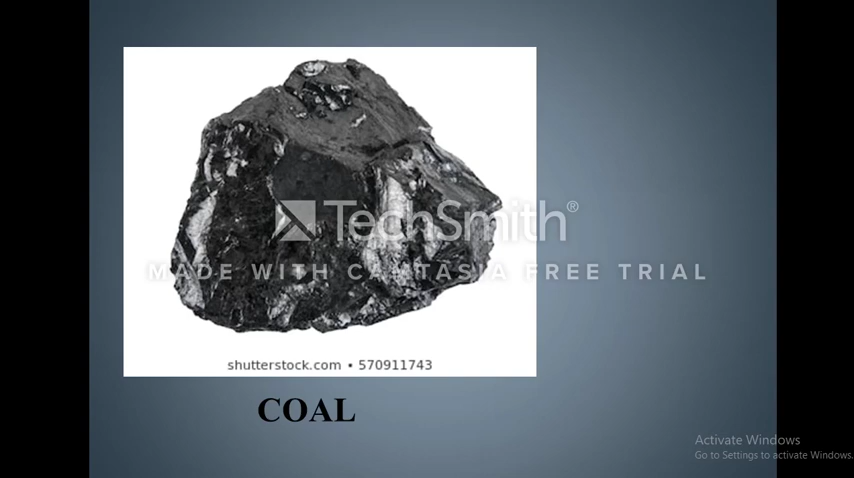 TechSmith®
MADE WITH CAMTASIA FREE TRIAL
shutterstock.com • 570911743
COAL
Activate Windows
Go to Settings to activate Windows.